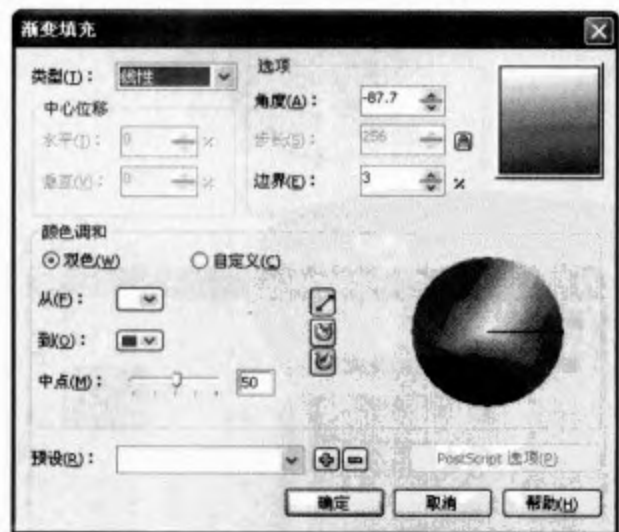 渐变填充
类型(T)： 线性
选项
中心位移
角度(A)： -87.7
水平(I)： 0 %
步长(S)： 256
垂直(V)： 0 %
边界(E)： 3 %
颜色调和
双色(W) 自定义(C)
从(F)：
到(O)：
中点(M)： 50
预设(R)：
PostScript 选项(P)
确定 取消 帮助(H)